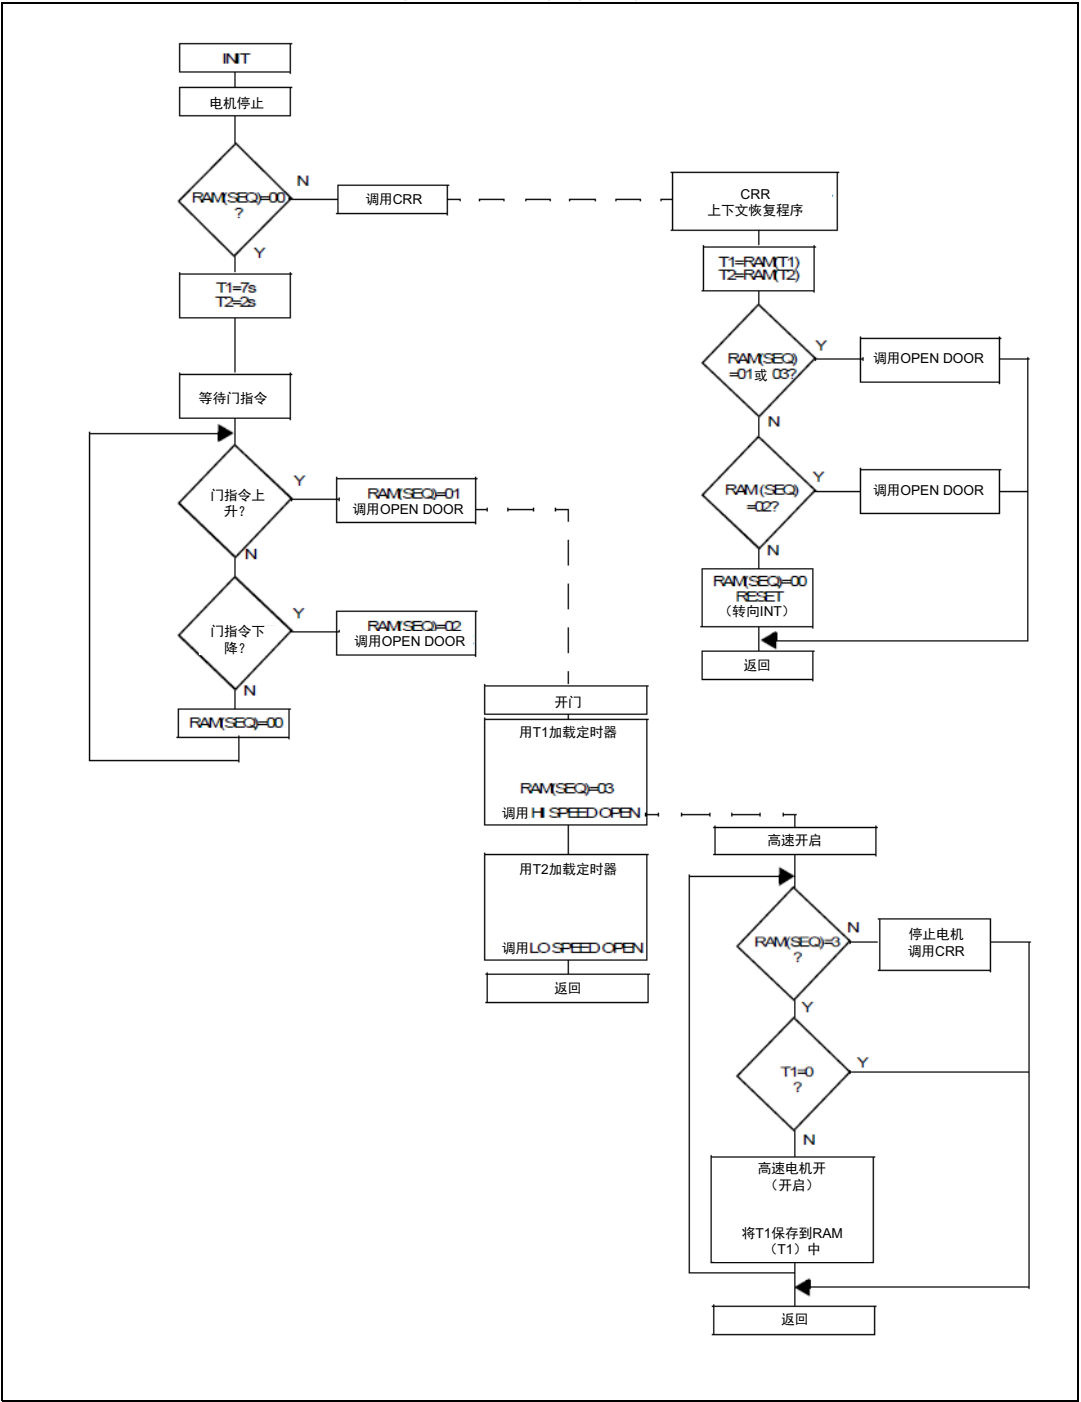 INIT
电机停止
RAM(SEQ)=00
?
N
Y
调用CRR
T1=7s
T2=2s
等待门指令
门指令上
升?
Y
N
RAM(SEQ)=01
调用OPEN DOOR
门指令下
降?
Y
N
RAM(SEQ)=02
调用OPEN DOOR
RAM(SEQ)=00
CRR
上下文恢复程序
T1=RAM(T1)
T2=RAM(T2)
RAM(SEQ)
=01或 03?
Y
N
调用OPEN DOOR
RAM (SEQ)
=02?
Y
N
调用OPEN DOOR
RAM(SEQ)=00
RESET
（转向INT）
返回
开门
用T1加载定时器
RAM(SEQ)=03
调用 HI SPEED OPEN
用T2加载定时器
调用LO SPEED OPEN
返回
高速开启
RAM(SEQ)=3
?
N
Y
停止电机
调用CRR
T1=0
?
Y
N
高速电机开
（开启）
将T1保存到RAM
（T1）中
返回